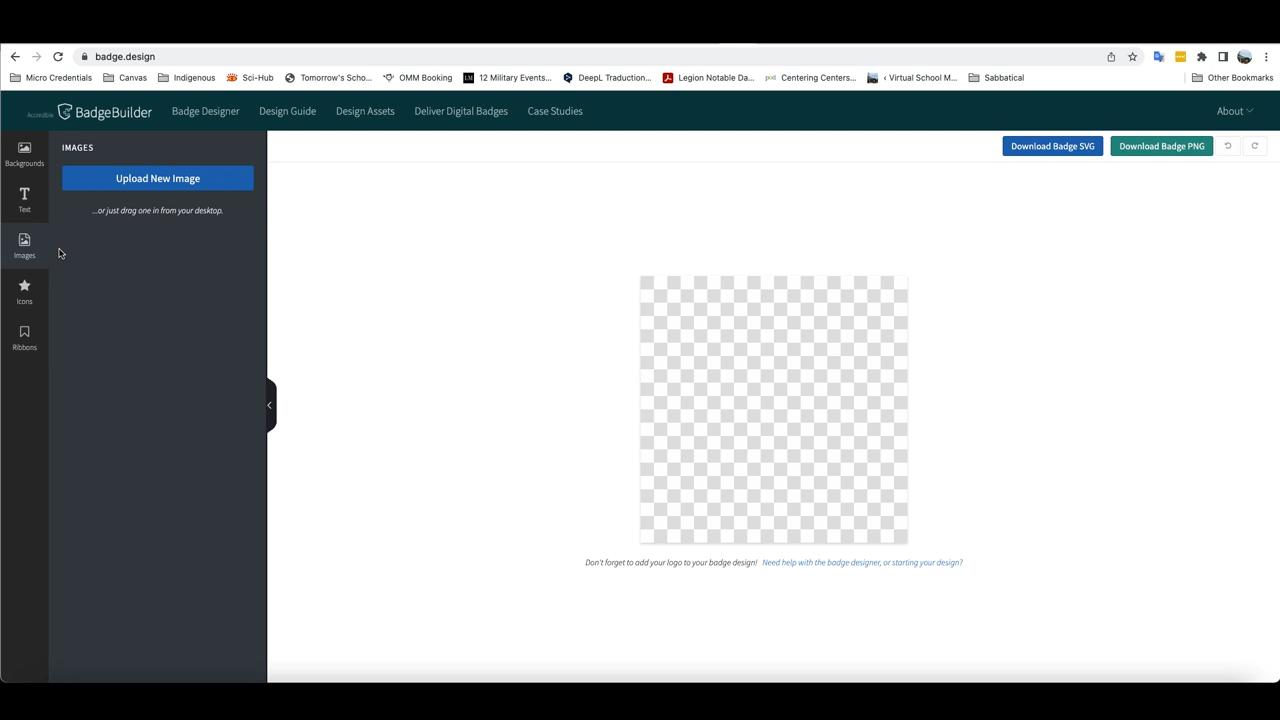 badge.design
Micro Credentials Canvas Indigenous Sci-Hub Tomorrow's Scho... OMM Booking 12 Military Events... DeepL Traduction... Legion Notable Da... Centering Centers... ‹ Virtual School M... Sabbatical Other Bookmarks
Accredible BadgeBuilder Badge Designer Design Guide Design Assets Deliver Digital Badges Case Studies About
Backgrounds
Text
Images
Icons
Ribbons
IMAGES
Upload New Image
...or just drag one in from your desktop.
Download Badge SVG Download Badge PNG
Don't forget to add your logo to your badge design! Need help with the badge designer, or starting your design?